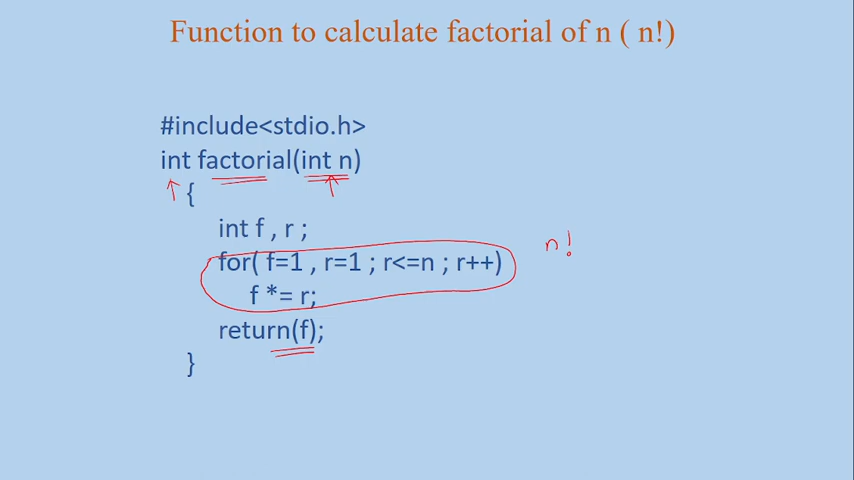 Function to calculate factorial of n ( n!)
#include<stdio.h>
int factorial(int n)
{
int f , r ;
for( f=1 , r=1 ; r<=n ; r++)
n!
f *= r;
return(f);
}